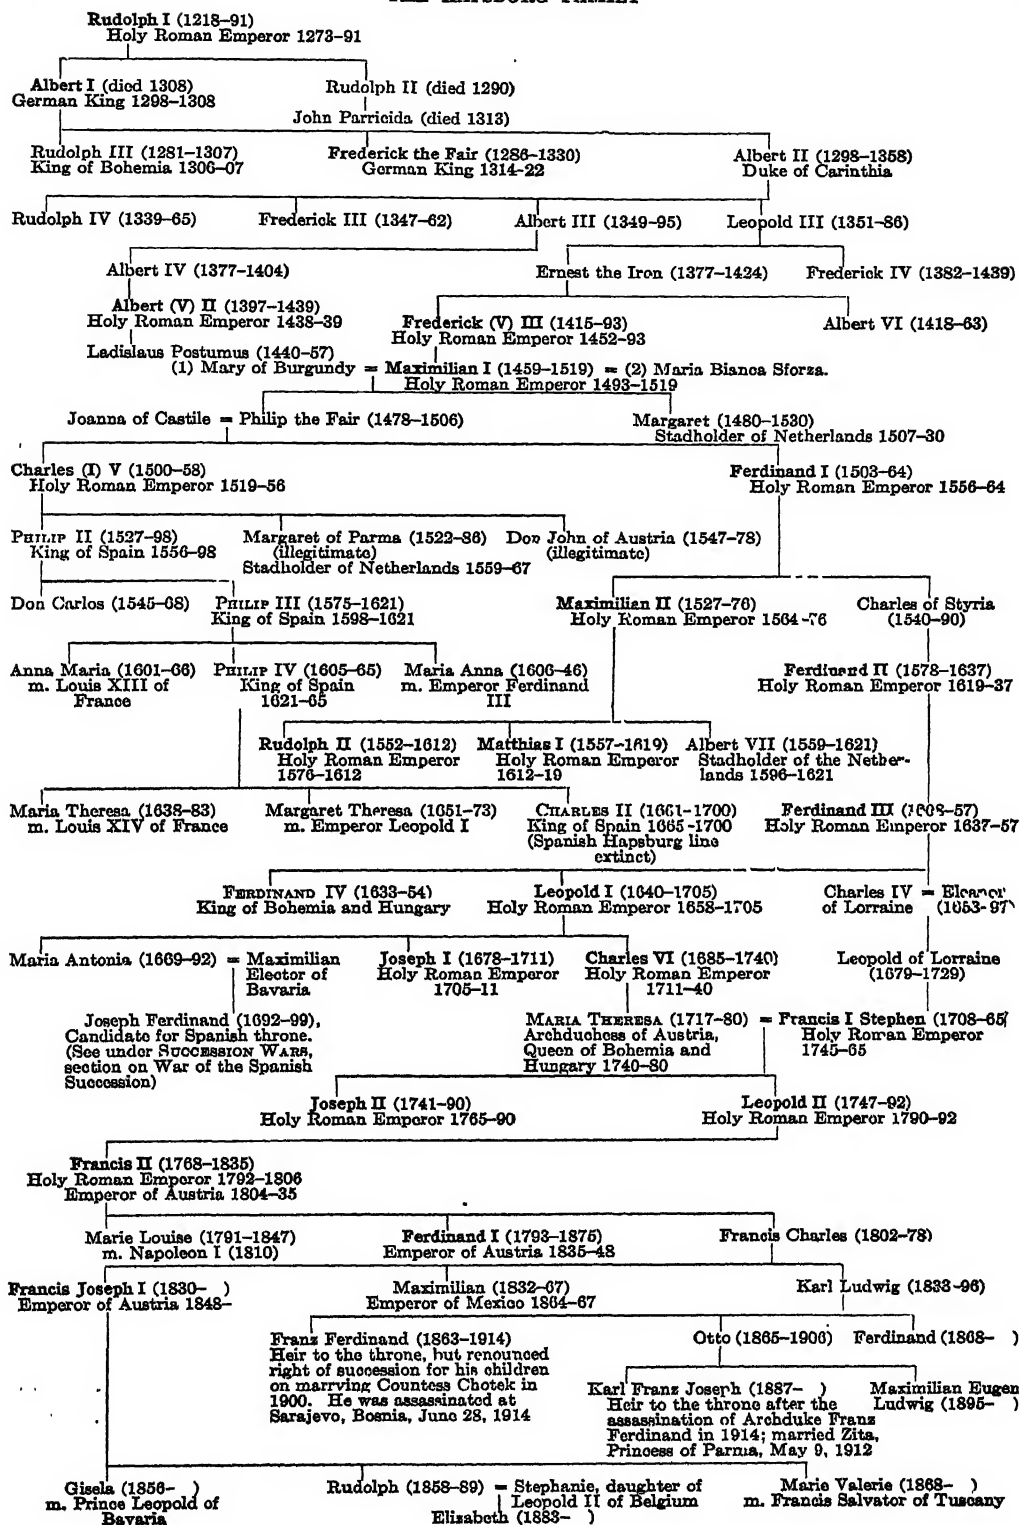 Rudolph I (1218–91)
Holy Roman Emperor 1273–91
Albert I (died 1308)
German King 1298–1308
Rudolph II (died 1290)
John Parricida (died 1313)
Rudolph III (1281–1307)
King of Bohemia 1306–07
Frederick the Fair (1286–1330)
German King 1314–22
Albert II (1298–1358)
Duke of Carinthia
Rudolph IV (1339–65)
Frederick III (1347–62)
Albert III (1349–95)
Leopold III (1351–86)
Albert IV (1377–1404)
Ernest the Iron (1377–1424)
Frederick IV (1382–1439)
Albert (V) II (1397–1439)
Holy Roman Emperor 1438–39
Frederick (V) III (1415–93)
Holy Roman Emperor 1452–93
Albert VI (1418–63)
Ladislaus Postumus (1440–57)
(1) Mary of Burgundy = Maximilian I (1459–1519) = (2) Maria Bianca Sforza.
Holy Roman Emperor 1493–1519
Joanna of Castile = Philip the Fair (1478–1506)
Margaret (1480–1530)
Stadholder of Netherlands 1507–30
Charles (I) V (1500–58)
Holy Roman Emperor 1519–56
Ferdinand I (1503–64)
Holy Roman Emperor 1556–64
PHILIP II (1527–98)
King of Spain 1556–98
Margaret of Parma (1522–86)
(illegitimate)
Stadholder of Netherlands 1559–67
Don John of Austria (1547–78)
(illegitimate)
Don Carlos (1545–68)
PHILIP III (1575–1621)
King of Spain 1598–1621
Maximilian II (1527–76)
Holy Roman Emperor 1564–76
Charles of Styria
(1540–90)
Anna Maria (1601–66)
m. Louis XIII of
France
PHILIP IV (1605–65)
King of Spain
1621–65
Maria Anna (1606–46)
m. Emperor Ferdinand
III
Ferdinand II (1578–1637)
Holy Roman Emperor 1619–37
Rudolph II (1552–1612)
Holy Roman Emperor
1576–1612
Matthias I (1557–1619)
Holy Roman Emperor
1612–19
Albert VII (1559–1621)
Stadholder of the Nether-
lands 1596–1621
Maria Theresa (1638–83)
m. Louis XIV of France
Margaret Theresa (1651–73)
m. Emperor Leopold I
CHARLES II (1661–1700)
King of Spain 1665–1700
(Spanish Hapsburg line
extinct)
Ferdinand III (1608–57)
Holy Roman Emperor 1637–57
FERDINAND IV (1633–54)
King of Bohemia and Hungary
Leopold I (1640–1705)
Holy Roman Emperor 1658–1705
Charles IV = Eleanor
of Lorraine (1653–97)
Maria Antonia (1669–92) = Maximilian
Elector of
Bavaria
Joseph I (1678–1711)
Holy Roman Emperor
1705–11
Charles VI (1685–1740)
Holy Roman Emperor
1711–40
Leopold of Lorraine
(1679–1729)
Joseph Ferdinand (1692–99),
Candidate for Spanish throne.
(See under SUCCESSION WARS,
section on War of the Spanish
Succession)
MARIA THERESA (1717–80) = Francis I Stephen (1708–65)
Archduchess of Austria,
Queen of Bohemia and
Hungary 1740–80
Holy Roman Emperor
1745–65
Joseph II (1741–90)
Holy Roman Emperor 1765–90
Leopold II (1747–92)
Holy Roman Emperor 1790–92
Francis II (1768–1835)
Holy Roman Emperor 1792–1806
Emperor of Austria 1804–35
Marie Louise (1791–1847)
m. Napoleon I (1810)
Ferdinand I (1793–1875)
Emperor of Austria 1835–48
Francis Charles (1802–78)
Francis Joseph I (1830– )
Emperor of Austria 1848–
Maximilian (1832–67)
Emperor of Mexico 1864–67
Karl Ludwig (1833–96)
Franz Ferdinand (1863–1914)
Heir to the throne, but renounced
right of succession for his children
on marrying Countess Chotek in
1900. He was assassinated at
Sarajevo, Bosnia, June 28, 1914
Otto (1865–1906)
Ferdinand (1868– )
Karl Franz Joseph (1887– )
Heir to the throne after the
assassination of Archduke Franz
Ferdinand in 1914; married Zita,
Princess of Parma, May 9, 1912
Maximilian Eugen
Ludwig (1895– )
Gisela (1856– )
m. Prince Leopold of
Bavaria
Rudolph (1858–89) = Stephanie, daughter of
Leopold II of Belgium
Elisabeth (1883– )
Marie Valerie (1868– )
m. Francis Salvator of Tuscany